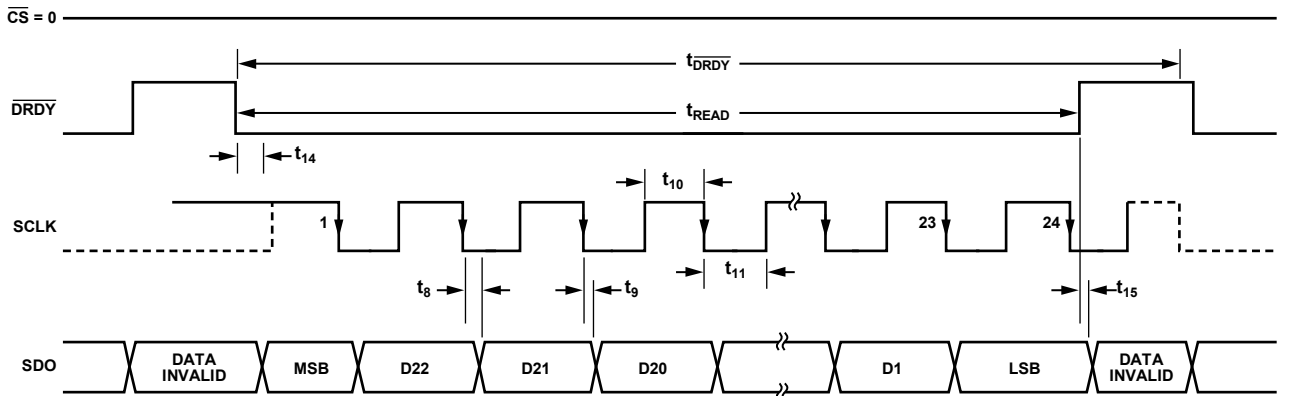 CS = 0
tDRDY
DRDY
tREAD
t14
t10
SCLK
1
23
24
t8
t9
t11
t15
SDO
DATA
INVALID
MSB
D22
D21
D20
D1
LSB
DATA
INVALID